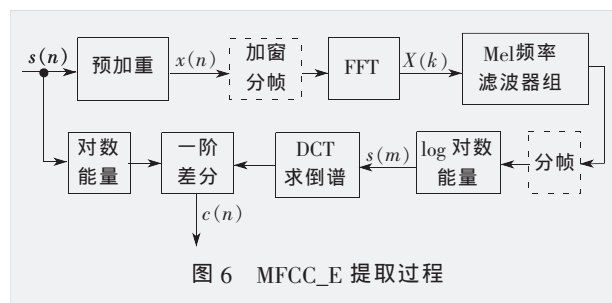 s(n)
预加重
x(n)
加窗
分帧
FFT
X(k)
Mel频率
滤波器组
对数
能量
一阶
差分
DCT
求倒谱
s(m)
log 对数
能量
分帧
c(n)
图 6 MFCC_E 提取过程